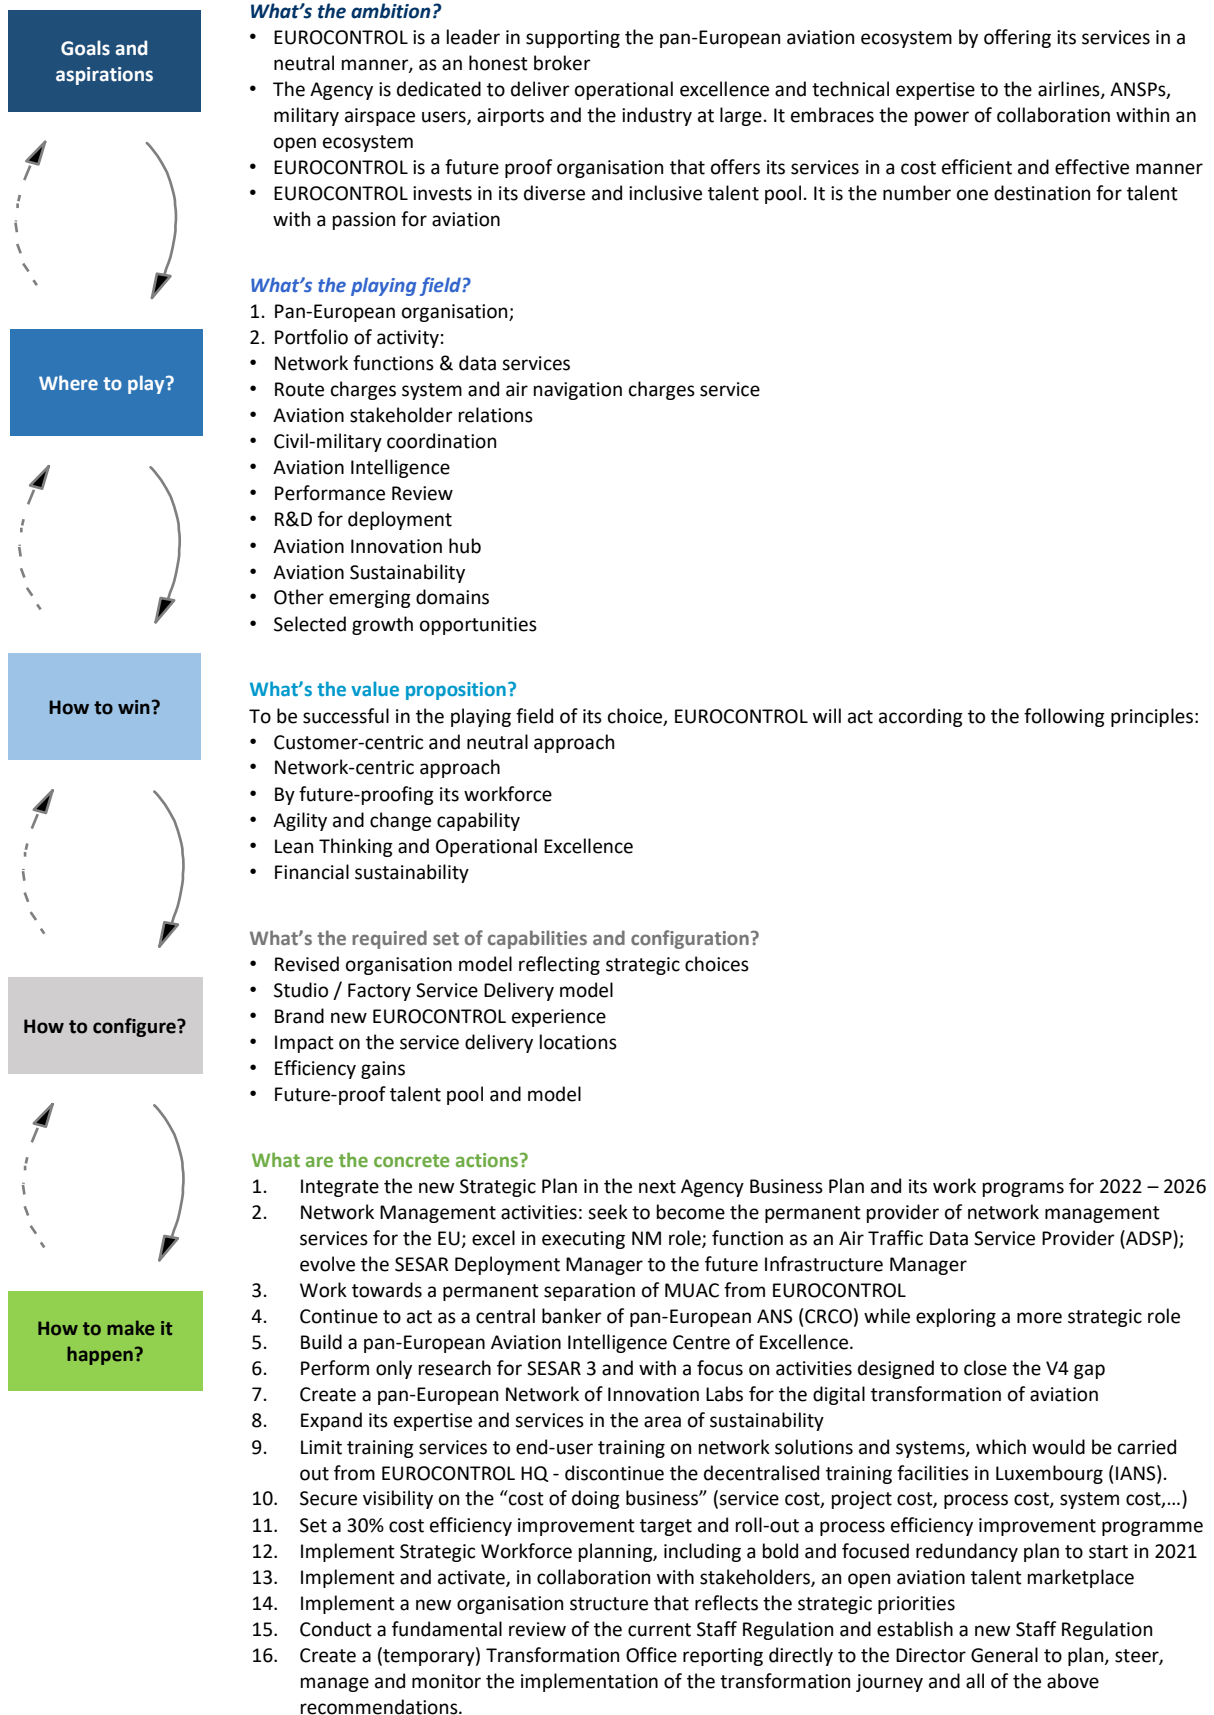 Goals and
aspirations
What's the ambition?
• EUROCONTROL is a leader in supporting the pan-European aviation ecosystem by offering its services in a
neutral manner, as an honest broker
• The Agency is dedicated to deliver operational excellence and technical expertise to the airlines, ANSPs,
military airspace users, airports and the industry at large. It embraces the power of collaboration within an
open ecosystem
• EUROCONTROL is a future proof organisation that offers its services in a cost efficient and effective manner
• EUROCONTROL invests in its diverse and inclusive talent pool. It is the number one destination for talent
with a passion for aviation
Where to play?
What's the playing field?
1. Pan-European organisation;
2. Portfolio of activity:
• Network functions & data services
• Route charges system and air navigation charges service
• Aviation stakeholder relations
• Civil-military coordination
• Aviation Intelligence
• Performance Review
• R&D for deployment
• Aviation Innovation hub
• Aviation Sustainability
• Other emerging domains
• Selected growth opportunities
How to win?
What's the value proposition?
To be successful in the playing field of its choice, EUROCONTROL will act according to the following principles:
• Customer-centric and neutral approach
• Network-centric approach
• By future-proofing its workforce
• Agility and change capability
• Lean Thinking and Operational Excellence
• Financial sustainability
How to configure?
What's the required set of capabilities and configuration?
• Revised organisation model reflecting strategic choices
• Studio / Factory Service Delivery model
• Brand new EUROCONTROL experience
• Impact on the service delivery locations
• Efficiency gains
• Future-proof talent pool and model
How to make it
happen?
What are the concrete actions?
1. Integrate the new Strategic Plan in the next Agency Business Plan and its work programs for 2022 – 2026
2. Network Management activities: seek to become the permanent provider of network management
services for the EU; excel in executing NM role; function as an Air Traffic Data Service Provider (ADSP);
evolve the SESAR Deployment Manager to the future Infrastructure Manager
3. Work towards a permanent separation of MUAC from EUROCONTROL
4. Continue to act as a central banker of pan-European ANS (CRCO) while exploring a more strategic role
5. Build a pan-European Aviation Intelligence Centre of Excellence.
6. Perform only research for SESAR 3 and with a focus on activities designed to close the V4 gap
7. Create a pan-European Network of Innovation Labs for the digital transformation of aviation
8. Expand its expertise and services in the area of sustainability
9. Limit training services to end-user training on network solutions and systems, which would be carried
out from EUROCONTROL HQ - discontinue the decentralised training facilities in Luxembourg (IANS).
10. Secure visibility on the “cost of doing business” (service cost, project cost, process cost, system cost,…)
11. Set a 30% cost efficiency improvement target and roll-out a process efficiency improvement programme
12. Implement Strategic Workforce planning, including a bold and focused redundancy plan to start in 2021
13. Implement and activate, in collaboration with stakeholders, an open aviation talent marketplace
14. Implement a new organisation structure that reflects the strategic priorities
15. Conduct a fundamental review of the current Staff Regulation and establish a new Staff Regulation
16. Create a (temporary) Transformation Office reporting directly to the Director General to plan, steer,
manage and monitor the implementation of the transformation journey and all of the above
recommendations.